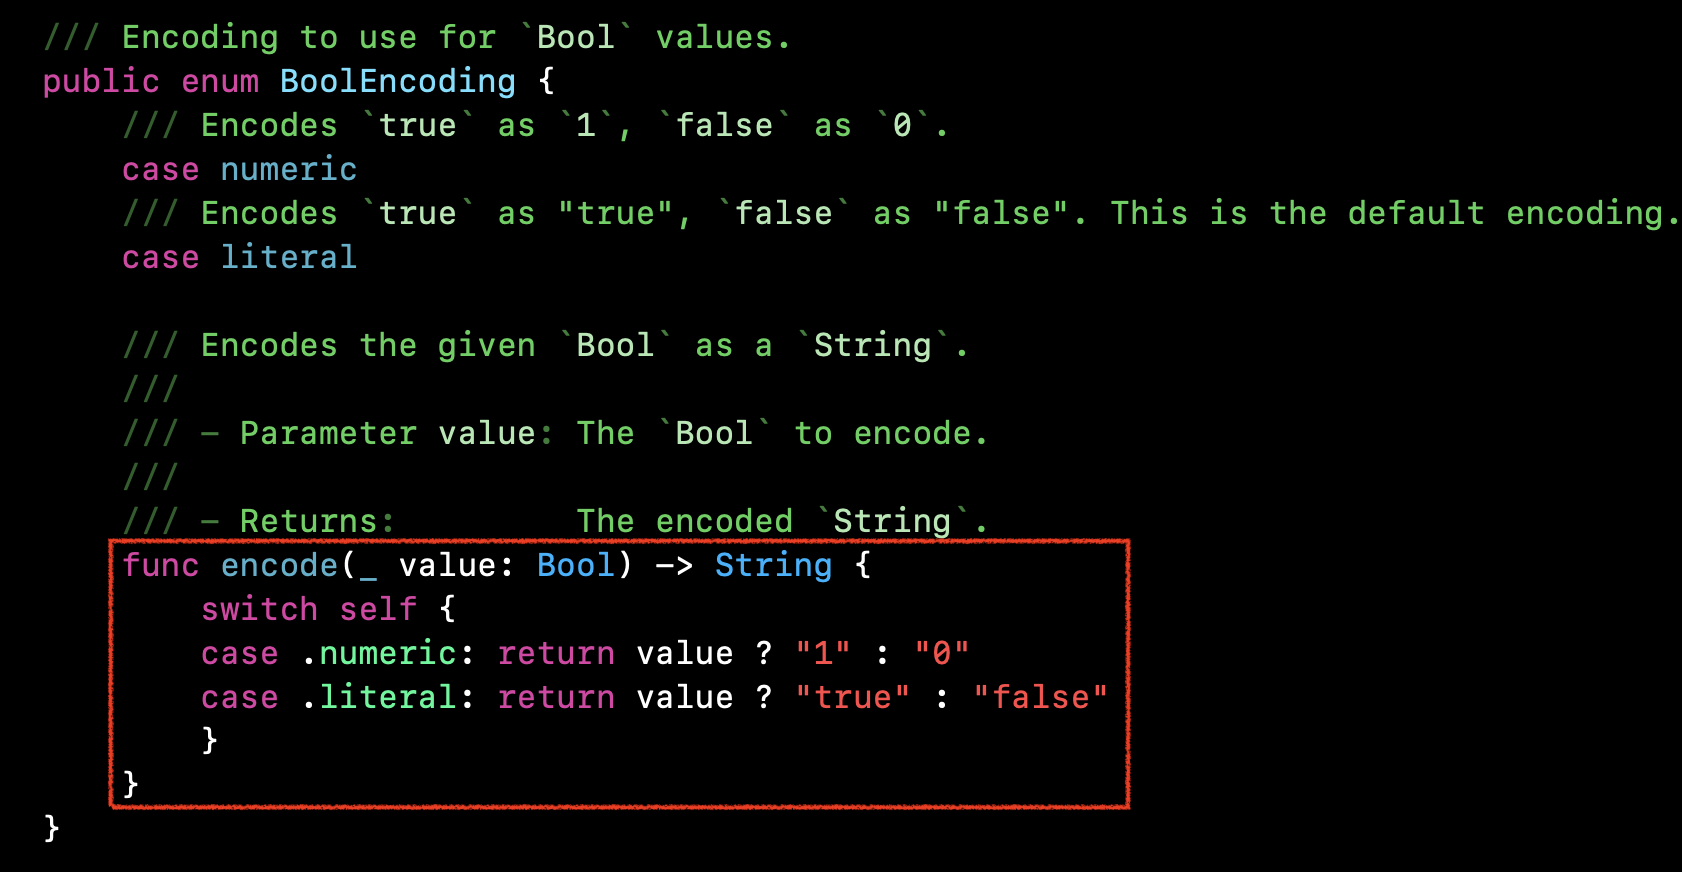 /// Encoding to use for `Bool` values.
public enum BoolEncoding {
    /// Encodes `true` as `1`, `false` as `0`.
    case numeric
    /// Encodes `true` as "true", `false` as "false". This is the default encoding.
    case literal

    /// Encodes the given `Bool` as a `String`.
    ///
    /// - Parameter value: The `Bool` to encode.
    ///
    /// - Returns:         The encoded `String`.
    func encode(_ value: Bool) -> String {
        switch self {
        case .numeric: return value ? "1" : "0"
        case .literal: return value ? "true" : "false"
        }
    }
}